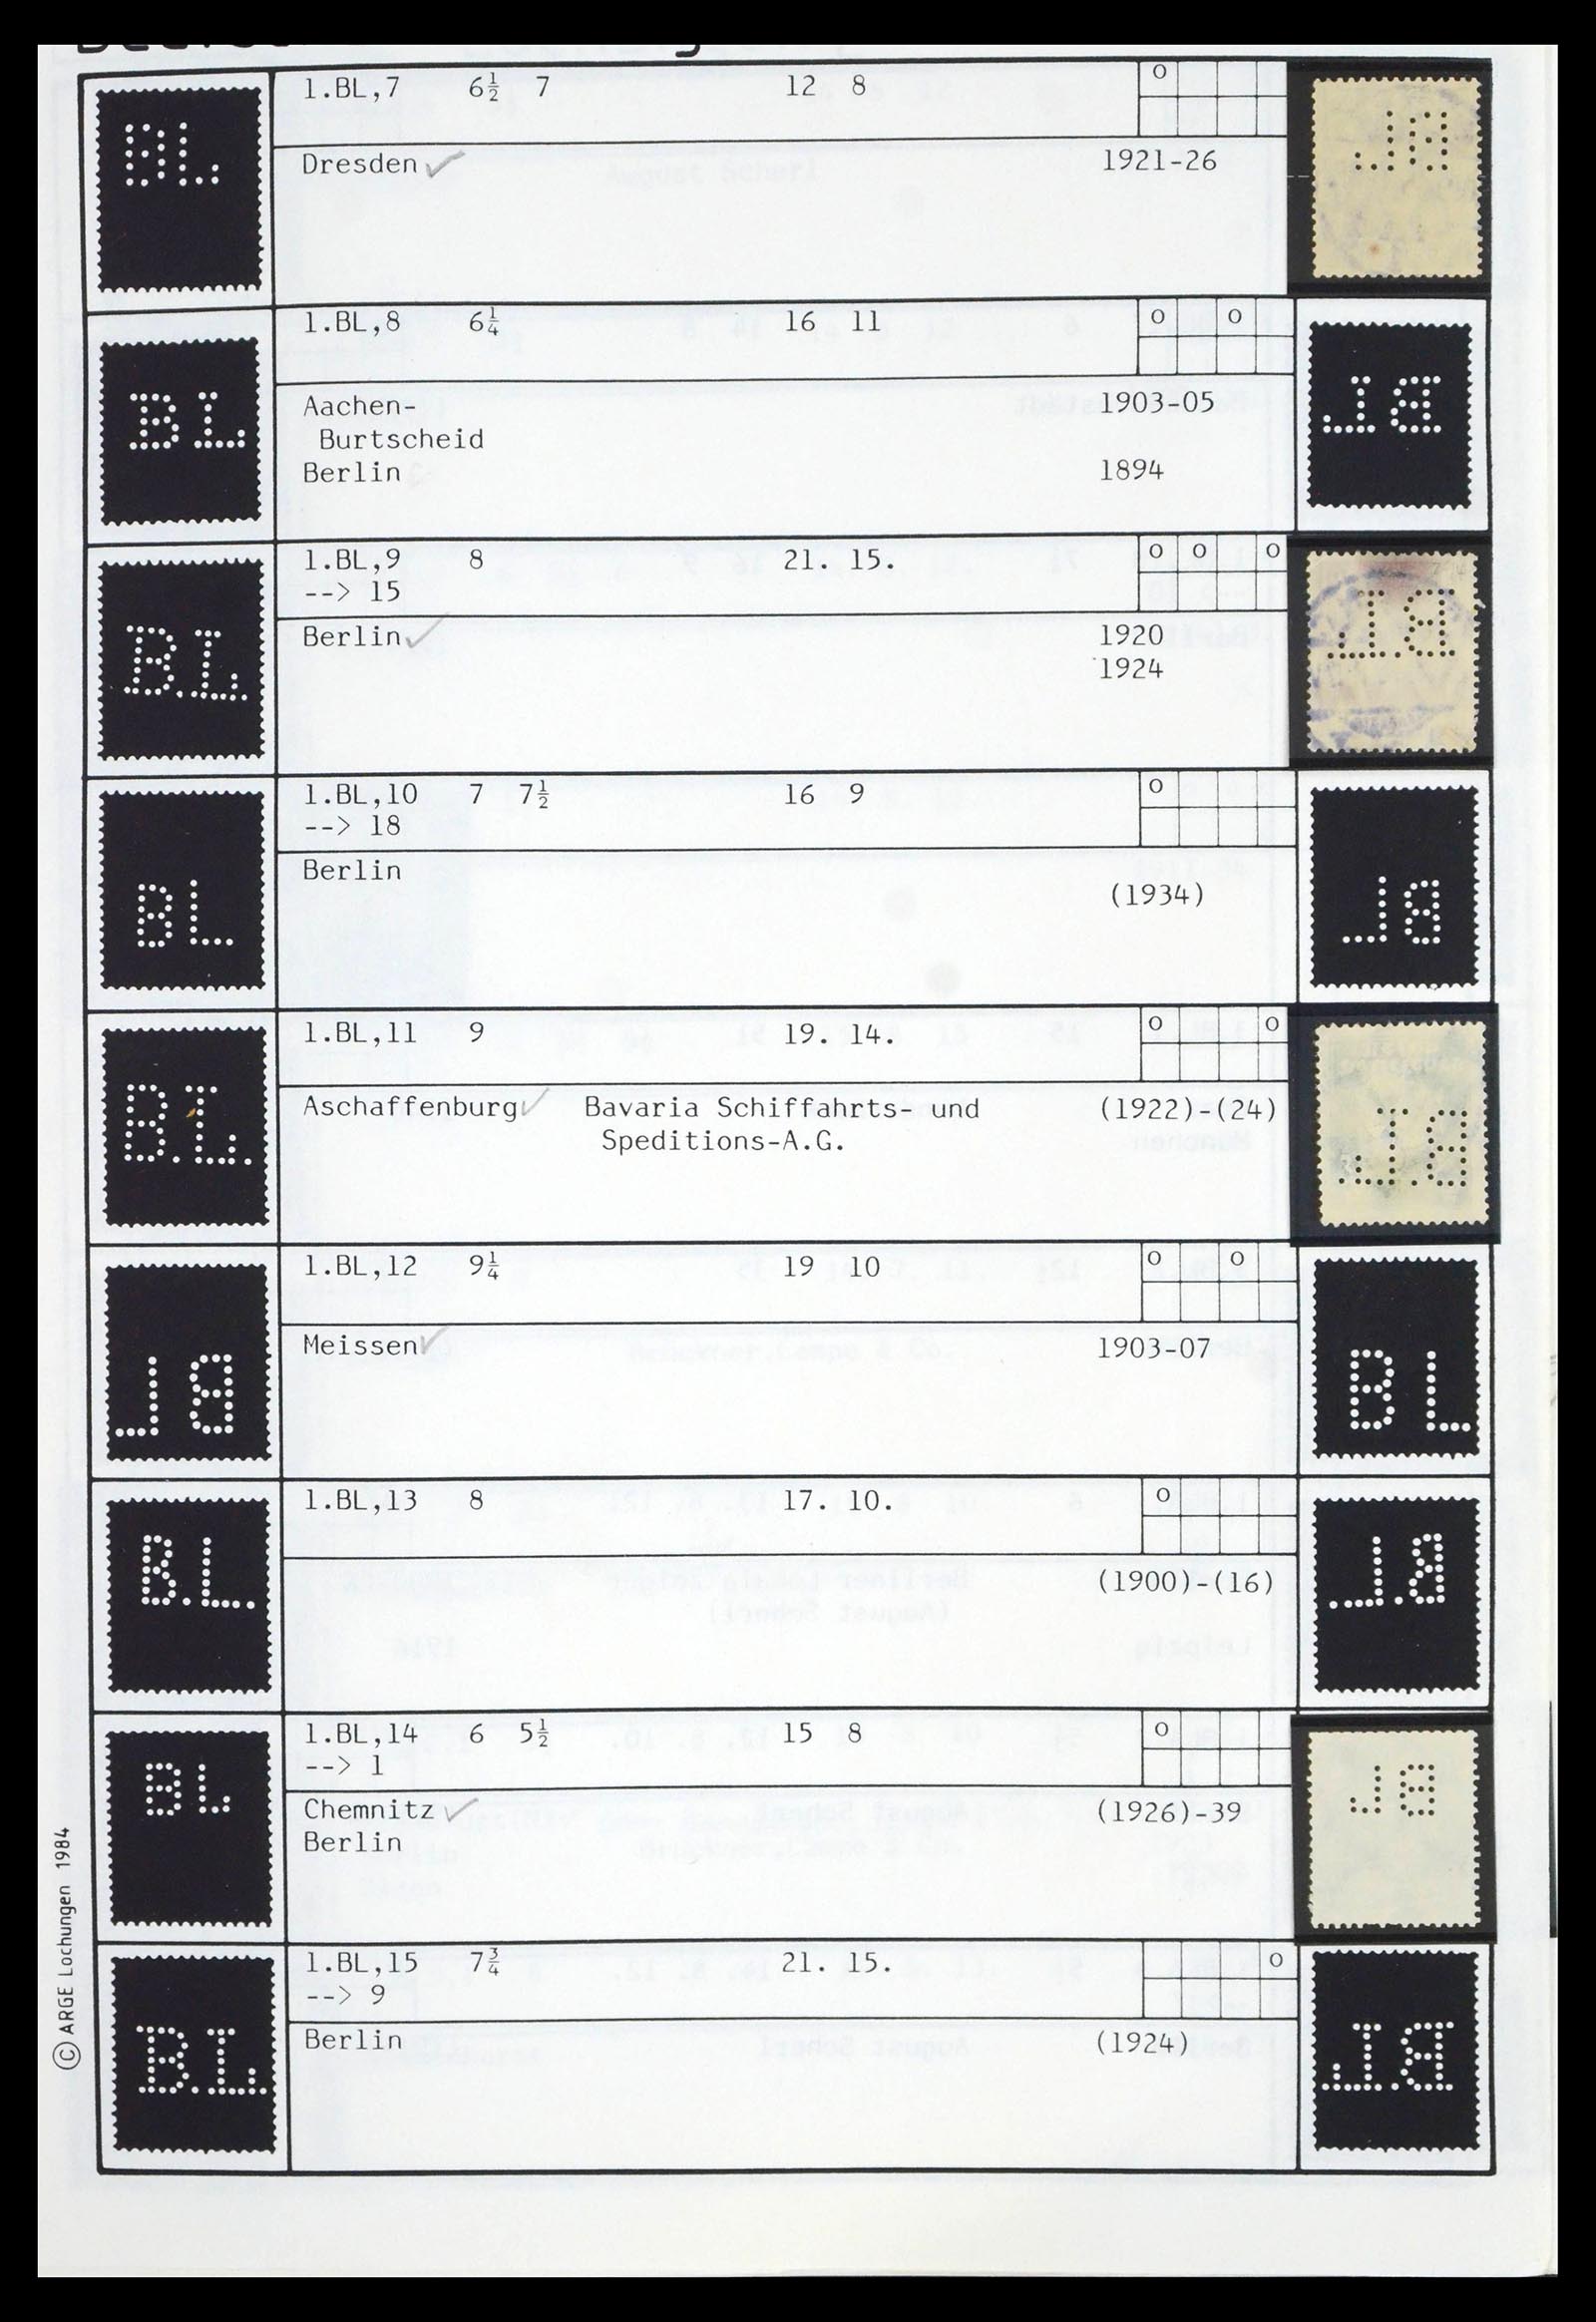 1.BL,7 6½ 7 12 8 o
BL
Dresden 1921-26
1.BL,8 6¼ 16 11 o o
BL
Aachen- 1903-05
Burtscheid
Berlin 1894
1.BL,9 8 21. 15. o o o
--> 15
B.L.
Berlin 1920
1924
1.BL,10 7 7½ 16 9 o
--> 18
BL
Berlin
(1934)
1.BL,11 9 19. 14. o o
B.L.
Aschaffenburg Bavaria Schiffahrts- und (1922)-(24)
Speditions-A.G.
1.BL,12 9¼ 19 10 o o
Meissen 1903-07
BL
1.BL,13 8 17. 10. o
B.L.
(1900)-(16)
1.BL,14 6 5½ 15 8 o
--> 1
BL
Chemnitz (1926)-39
Berlin
1.BL,15 7¾ 21. 15. o
--> 9
B.L.
Berlin (1924)
© ARGE Lochungen 1984